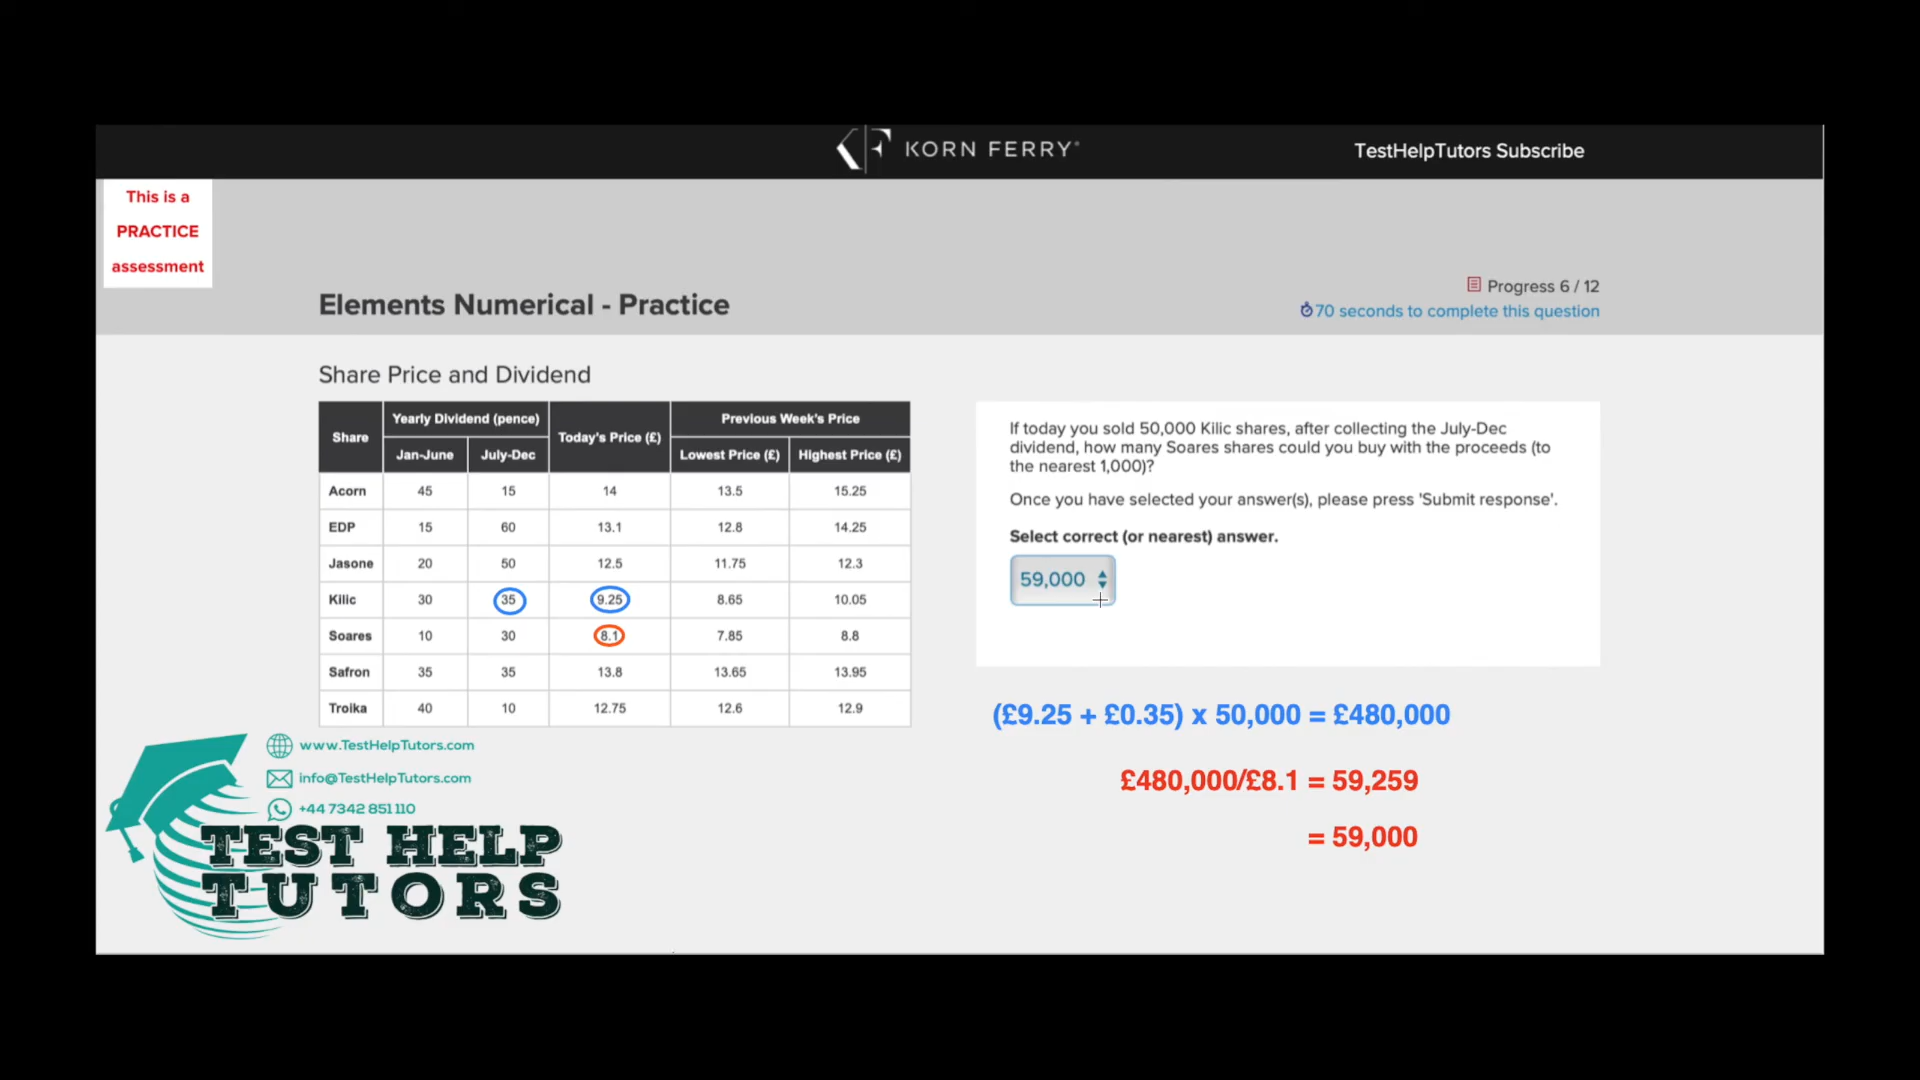 KORN FERRY®
TestHelpTutors Subscribe
This is a
PRACTICE
assessment
Elements Numerical - Practice
Progress 6 / 12
70 seconds to complete this question
Share Price and Dividend
Share Yearly Dividend (pence) Today's Price (£) Previous Week's Price
Jan-June July-Dec Lowest Price (£) Highest Price (£)
Acorn 45 15 14 13.5 15.25
EDP 15 60 13.1 12.8 14.25
Jasone 20 50 12.5 11.75 12.3
Kilic 30 35 9.25 8.65 10.05
Soares 10 30 8.1 7.85 8.8
Safron 35 35 13.8 13.65 13.95
Troika 40 10 12.75 12.6 12.9
If today you sold 50,000 Kilic shares, after collecting the July-Dec
dividend, how many Soares shares could you buy with the proceeds (to
the nearest 1,000)?
Once you have selected your answer(s), please press 'Submit response'.
Select correct (or nearest) answer.
59,000
(£9.25 + £0.35) x 50,000 = £480,000
£480,000/£8.1 = 59,259
= 59,000
www.TestHelpTutors.com
info@TestHelpTutors.com
+44 7342 851 110
TEST HELP
TUTORS